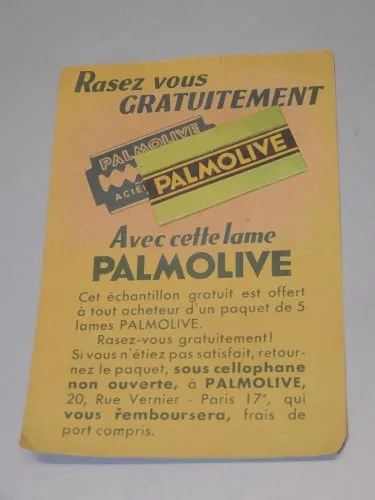 Rasez vous
GRATUITEMENT
PALMOLIVE
ACIE
PALMOLIVE
Avec cette lame
PALMOLIVE
Cet échantillon gratuit est offert
à tout acheteur d'un paquet de 5
lames PALMOLIVE.
Rasez-vous gratuitement!
Si vous n'étiez pas satisfait, retour-
nez le paquet, sous cellophane
non ouverte, à PALMOLIVE,
20, Rue Vernier - Paris 17e, qui
vous remboursera, frais de
port compris.